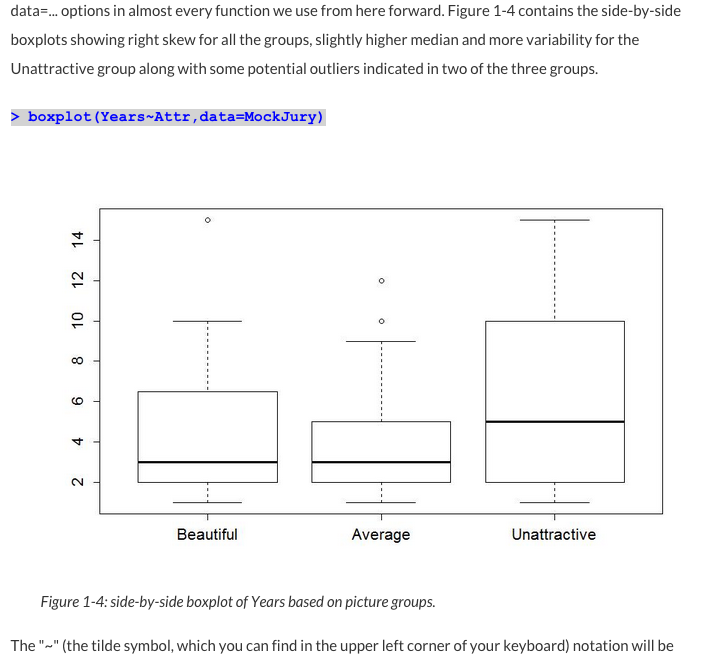 data=... options in almost every function we use from here forward. Figure 1-4 contains the side-by-side
boxplots showing right skew for all the groups, slightly higher median and more variability for the
Unattractive group along with some potential outliers indicated in two of the three groups.
> boxplot(Years~Attr,data=MockJury)
14
12
10
8
6
4
2
Beautiful Average Unattractive
Figure 1-4: side-by-side boxplot of Years based on picture groups.
The "~" (the tilde symbol, which you can find in the upper left corner of your keyboard) notation will be